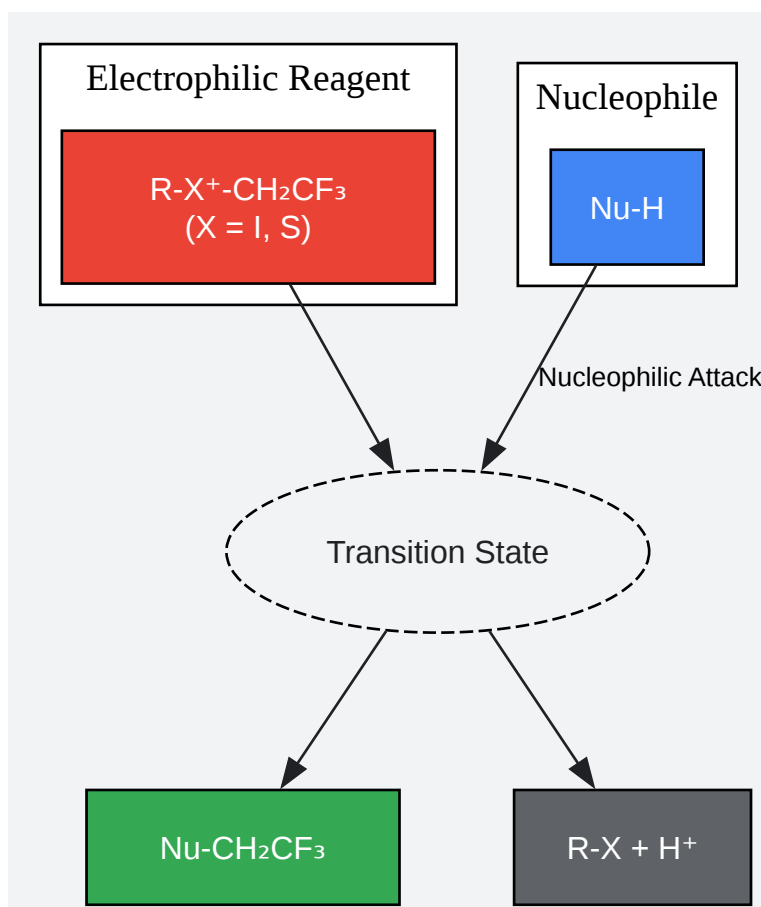 Electrophilic Reagent
R-X⁺-CH₂CF₃
(X = I, S)
Nucleophile
Nu-H
Nucleophilic Attack
Transition State
Nu-CH₂CF₃
R-X + H⁺